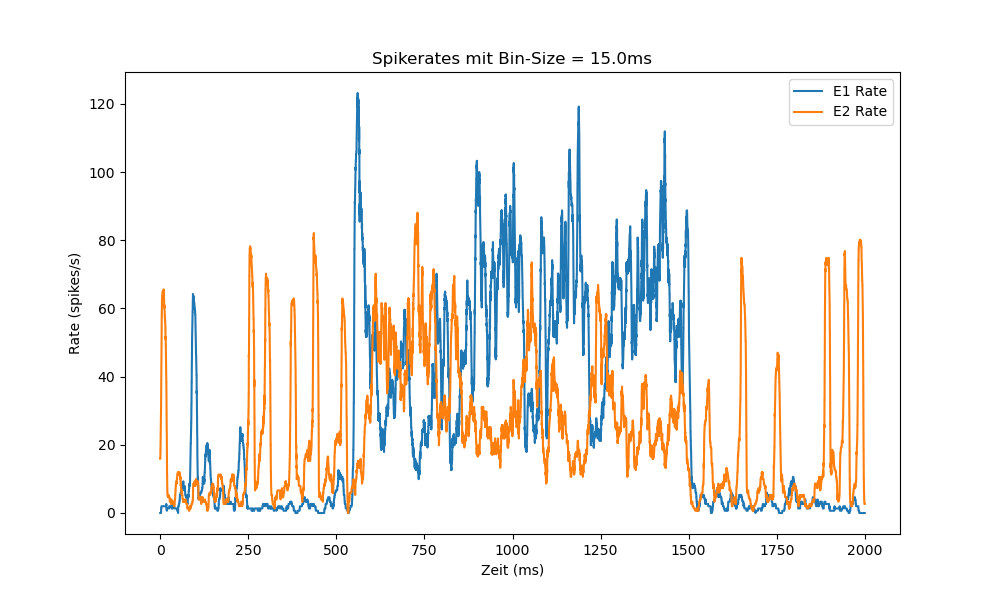 Spikerates mit Bin-Size = 15.0ms
E1 Rate
E2 Rate
Rate (spikes/s)
120
100
80
60
40
20
0
0 250 500 750 1000 1250 1500 1750 2000
Zeit (ms)